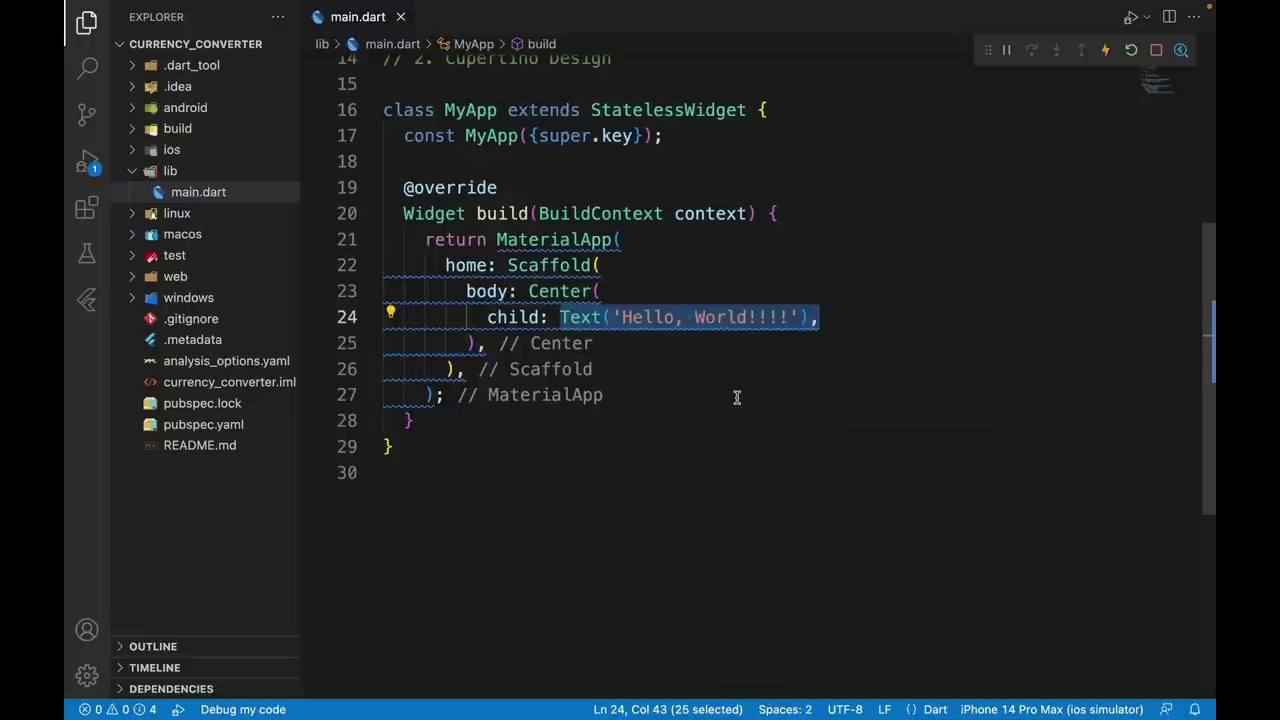 EXPLORER
CURRENCY_CONVERTER
.dart_tool
.idea
android
build
ios
lib
main.dart
linux
macos
test
web
windows
.gitignore
.metadata
analysis_options.yaml
currency_converter.iml
pubspec.lock
pubspec.yaml
README.md
OUTLINE
TIMELINE
DEPENDENCIES
1
main.dart
lib > main.dart > MyApp > build
14 // 2. Cupertino Design
15
16 class MyApp extends StatelessWidget {
17 const MyApp({super.key});
18
19 @override
20 Widget build(BuildContext context) {
21 return MaterialApp(
22 home: Scaffold(
23 body: Center(
24 child: Text('Hello, World!!!!'),
25 ), // Center
26 ), // Scaffold
27 ); // MaterialApp
28 }
29 }
30
0 0 4 Debug my code Ln 24, Col 43 (25 selected) Spaces: 2 UTF-8 LF {} Dart iPhone 14 Pro Max (ios simulator)